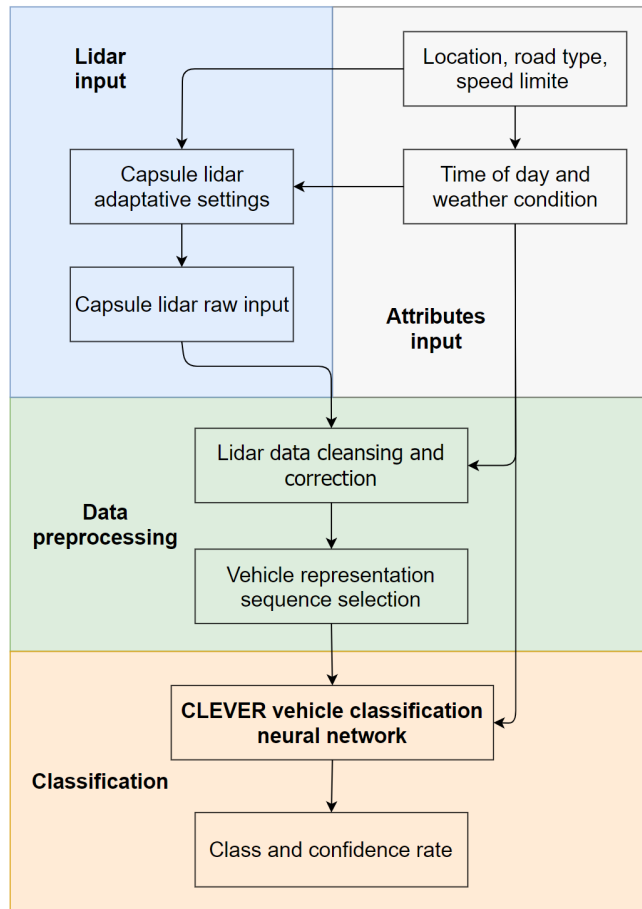 Lidar
input
Location, road type,
speed limite
Capsule lidar
adaptative settings
Time of day and
weather condition
Capsule lidar raw input
Attributes
input
Lidar data cleansing and
correction
Data
preprocessing
Vehicle representation
sequence selection
CLEVER vehicle classification
neural network
Classification
Class and confidence rate